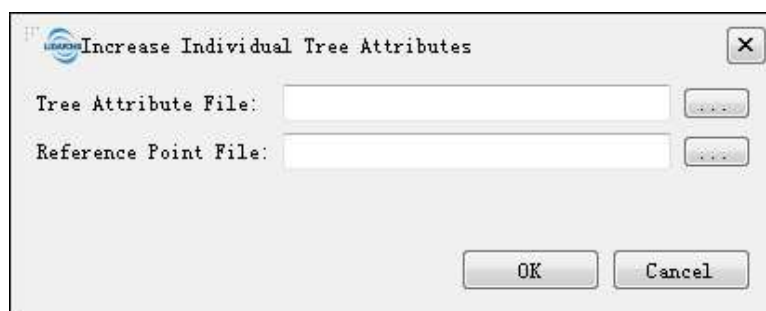 Increase Individual Tree Attributes
Tree Attribute File:
...
Reference Point File:
...
OK
Cancel